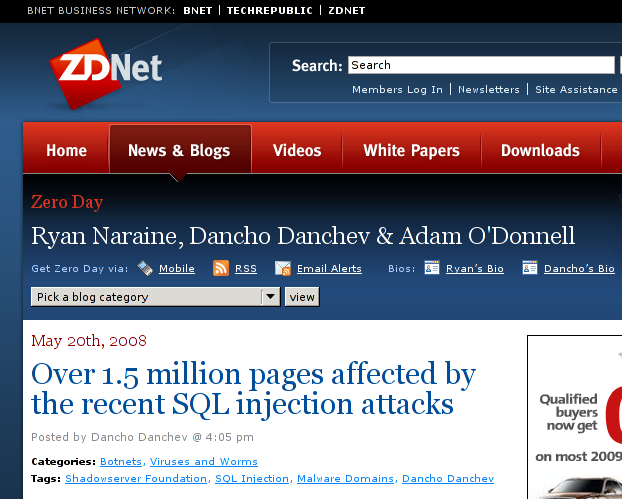 BNET BUSINESS NETWORK: BNET | TECHREPUBLIC | ZDNET
ZDNet
Search: Search
Members Log In | Newsletters | Site Assistance
Home News & Blogs Videos White Papers Downloads
Zero Day
Ryan Naraine, Dancho Danchev & Adam O'Donnell
Get Zero Day via: Mobile RSS Email Alerts Bios: Ryan's Bio Dancho's Bio
Pick a blog category view
May 20th, 2008
Over 1.5 million pages affected by
the recent SQL injection attacks
Posted by Dancho Danchev @ 4:05 pm
Categories: Botnets, Viruses and Worms
Tags: Shadowserver Foundation, SQL Injection, Malware Domains, Dancho Danchev
Qualified
buyers
now get
on most 2009